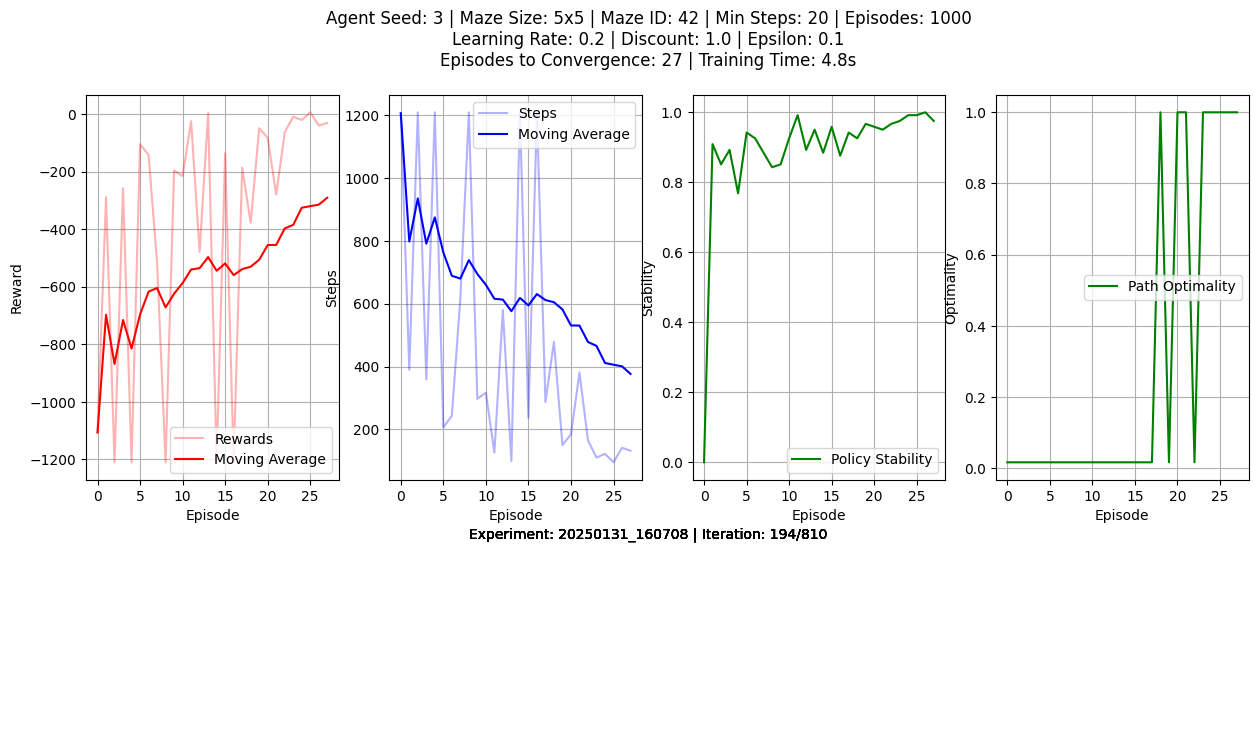 Agent Seed: 3 | Maze Size: 5x5 | Maze ID: 42 | Min Steps: 20 | Episodes: 1000
Learning Rate: 0.2 | Discount: 1.0 | Epsilon: 0.1
Episodes to Convergence: 27 | Training Time: 4.8s
Reward
0
−200
−400
−600
−800
−1000
−1200
Rewards
Moving Average
0 5 10 15 20 25
Episode
Steps
1200
1000
800
600
400
200
Steps
Moving Average
0 5 10 15 20 25
Episode
Stability
1.0
0.8
0.6
0.4
0.2
0.0
Policy Stability
0 5 10 15 20 25
Episode
Optimality
1.0
0.8
0.6
0.4
0.2
0.0
Path Optimality
0 5 10 15 20 25
Episode
Experiment: 20250131_160708 | Iteration: 194/810